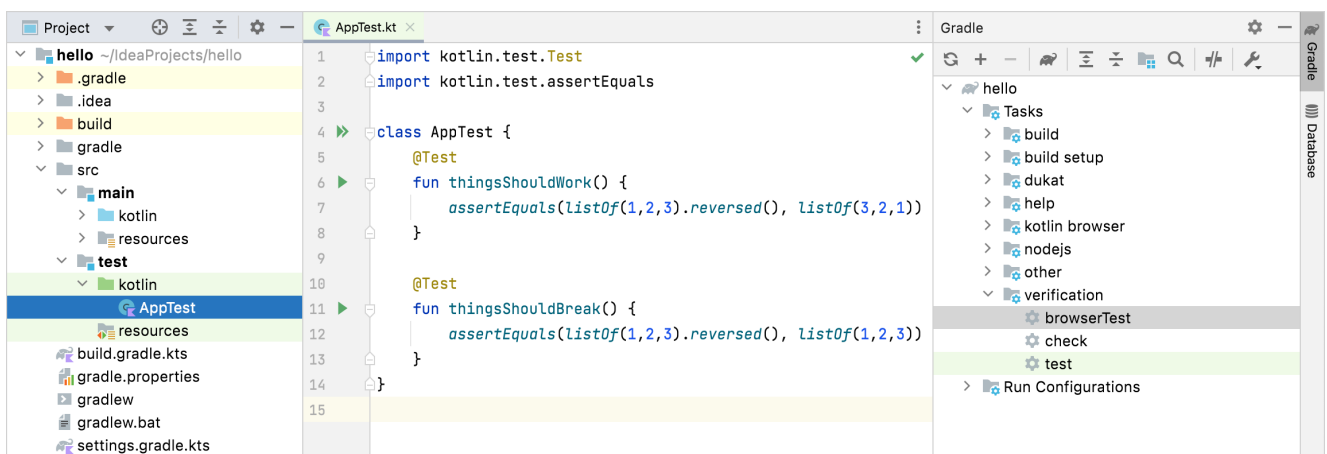 Project
hello ~/IdeaProjects/hello
.gradle
.idea
build
gradle
src
main
kotlin
resources
test
kotlin
AppTest
resources
build.gradle.kts
gradle.properties
gradlew
gradlew.bat
settings.gradle.kts
AppTest.kt
1 import kotlin.test.Test
2 import kotlin.test.assertEquals
3
4 class AppTest {
5 @Test
6 fun thingsShouldWork() {
7 assertEquals(listOf(1,2,3).reversed(), listOf(3,2,1))
8 }
9
10 @Test
11 fun thingsShouldBreak() {
12 assertEquals(listOf(1,2,3).reversed(), listOf(1,2,3))
13 }
14 }
15
Gradle
hello
Tasks
build
build setup
dukat
help
kotlin browser
nodejs
other
verification
browserTest
check
test
Run Configurations
Gradle
Database